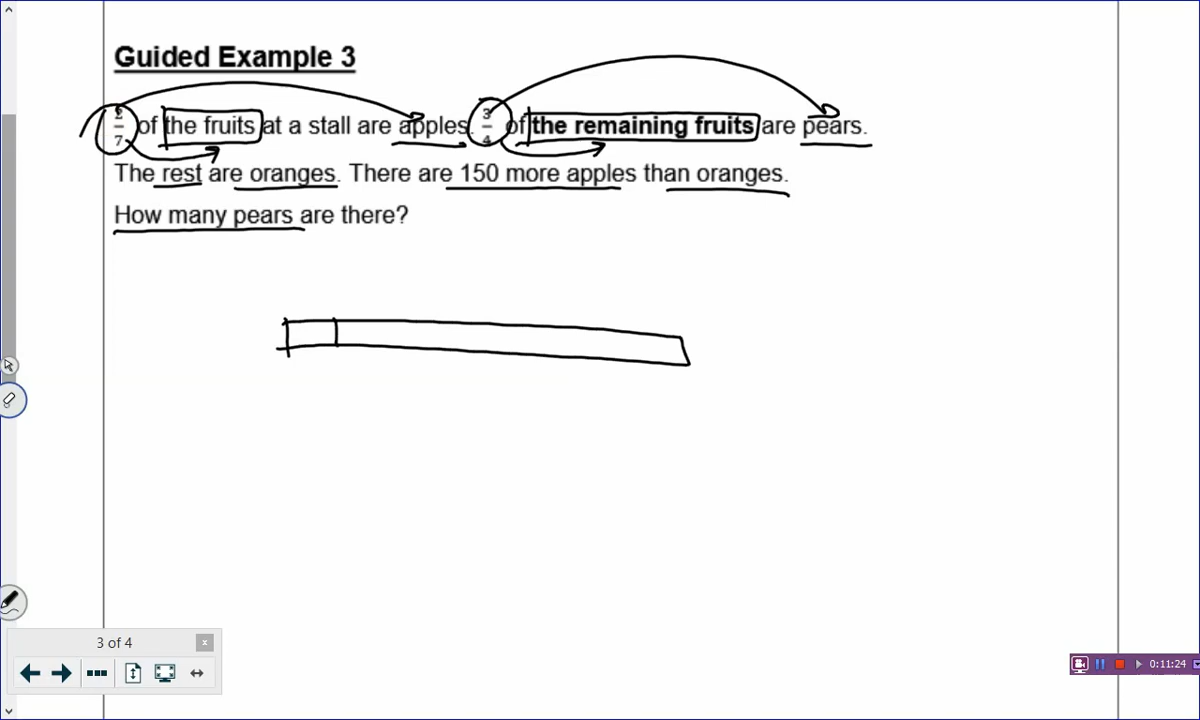 Guided Example 3
2/7 of the fruits at a stall are apples. 3/4 of the remaining fruits are pears.
The rest are oranges. There are 150 more apples than oranges.
How many pears are there?
3 of 4
0:11:24